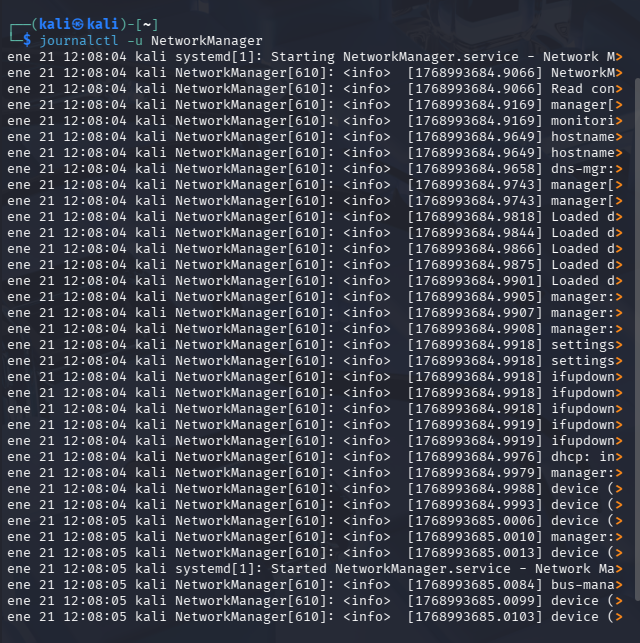 ┌──(kali㉿kali)-[~]
└─$ journalctl -u NetworkManager
ene 21 12:08:04 kali systemd[1]: Starting NetworkManager.service - Network M>
ene 21 12:08:04 kali NetworkManager[610]: <info>  [1768993684.9066] NetworkM>
ene 21 12:08:04 kali NetworkManager[610]: <info>  [1768993684.9066] Read con>
ene 21 12:08:04 kali NetworkManager[610]: <info>  [1768993684.9169] manager[>
ene 21 12:08:04 kali NetworkManager[610]: <info>  [1768993684.9169] monitori>
ene 21 12:08:04 kali NetworkManager[610]: <info>  [1768993684.9649] hostname>
ene 21 12:08:04 kali NetworkManager[610]: <info>  [1768993684.9649] hostname>
ene 21 12:08:04 kali NetworkManager[610]: <info>  [1768993684.9658] dns-mgr:>
ene 21 12:08:04 kali NetworkManager[610]: <info>  [1768993684.9743] manager[>
ene 21 12:08:04 kali NetworkManager[610]: <info>  [1768993684.9743] manager[>
ene 21 12:08:04 kali NetworkManager[610]: <info>  [1768993684.9818] Loaded d>
ene 21 12:08:04 kali NetworkManager[610]: <info>  [1768993684.9844] Loaded d>
ene 21 12:08:04 kali NetworkManager[610]: <info>  [1768993684.9866] Loaded d>
ene 21 12:08:04 kali NetworkManager[610]: <info>  [1768993684.9875] Loaded d>
ene 21 12:08:04 kali NetworkManager[610]: <info>  [1768993684.9901] Loaded d>
ene 21 12:08:04 kali NetworkManager[610]: <info>  [1768993684.9905] manager:>
ene 21 12:08:04 kali NetworkManager[610]: <info>  [1768993684.9907] manager:>
ene 21 12:08:04 kali NetworkManager[610]: <info>  [1768993684.9908] manager:>
ene 21 12:08:04 kali NetworkManager[610]: <info>  [1768993684.9918] settings>
ene 21 12:08:04 kali NetworkManager[610]: <info>  [1768993684.9918] settings>
ene 21 12:08:04 kali NetworkManager[610]: <info>  [1768993684.9918] ifupdown>
ene 21 12:08:04 kali NetworkManager[610]: <info>  [1768993684.9918] ifupdown>
ene 21 12:08:04 kali NetworkManager[610]: <info>  [1768993684.9918] ifupdown>
ene 21 12:08:04 kali NetworkManager[610]: <info>  [1768993684.9919] ifupdown>
ene 21 12:08:04 kali NetworkManager[610]: <info>  [1768993684.9919] ifupdown>
ene 21 12:08:04 kali NetworkManager[610]: <info>  [1768993684.9976] dhcp: in>
ene 21 12:08:04 kali NetworkManager[610]: <info>  [1768993684.9979] manager:>
ene 21 12:08:04 kali NetworkManager[610]: <info>  [1768993684.9988] device (>
ene 21 12:08:04 kali NetworkManager[610]: <info>  [1768993684.9993] device (>
ene 21 12:08:05 kali NetworkManager[610]: <info>  [1768993685.0006] device (>
ene 21 12:08:05 kali NetworkManager[610]: <info>  [1768993685.0010] manager:>
ene 21 12:08:05 kali NetworkManager[610]: <info>  [1768993685.0013] device (>
ene 21 12:08:05 kali systemd[1]: Started NetworkManager.service - Network Ma>
ene 21 12:08:05 kali NetworkManager[610]: <info>  [1768993685.0084] bus-mana>
ene 21 12:08:05 kali NetworkManager[610]: <info>  [1768993685.0099] device (>
ene 21 12:08:05 kali NetworkManager[610]: <info>  [1768993685.0103] device (>